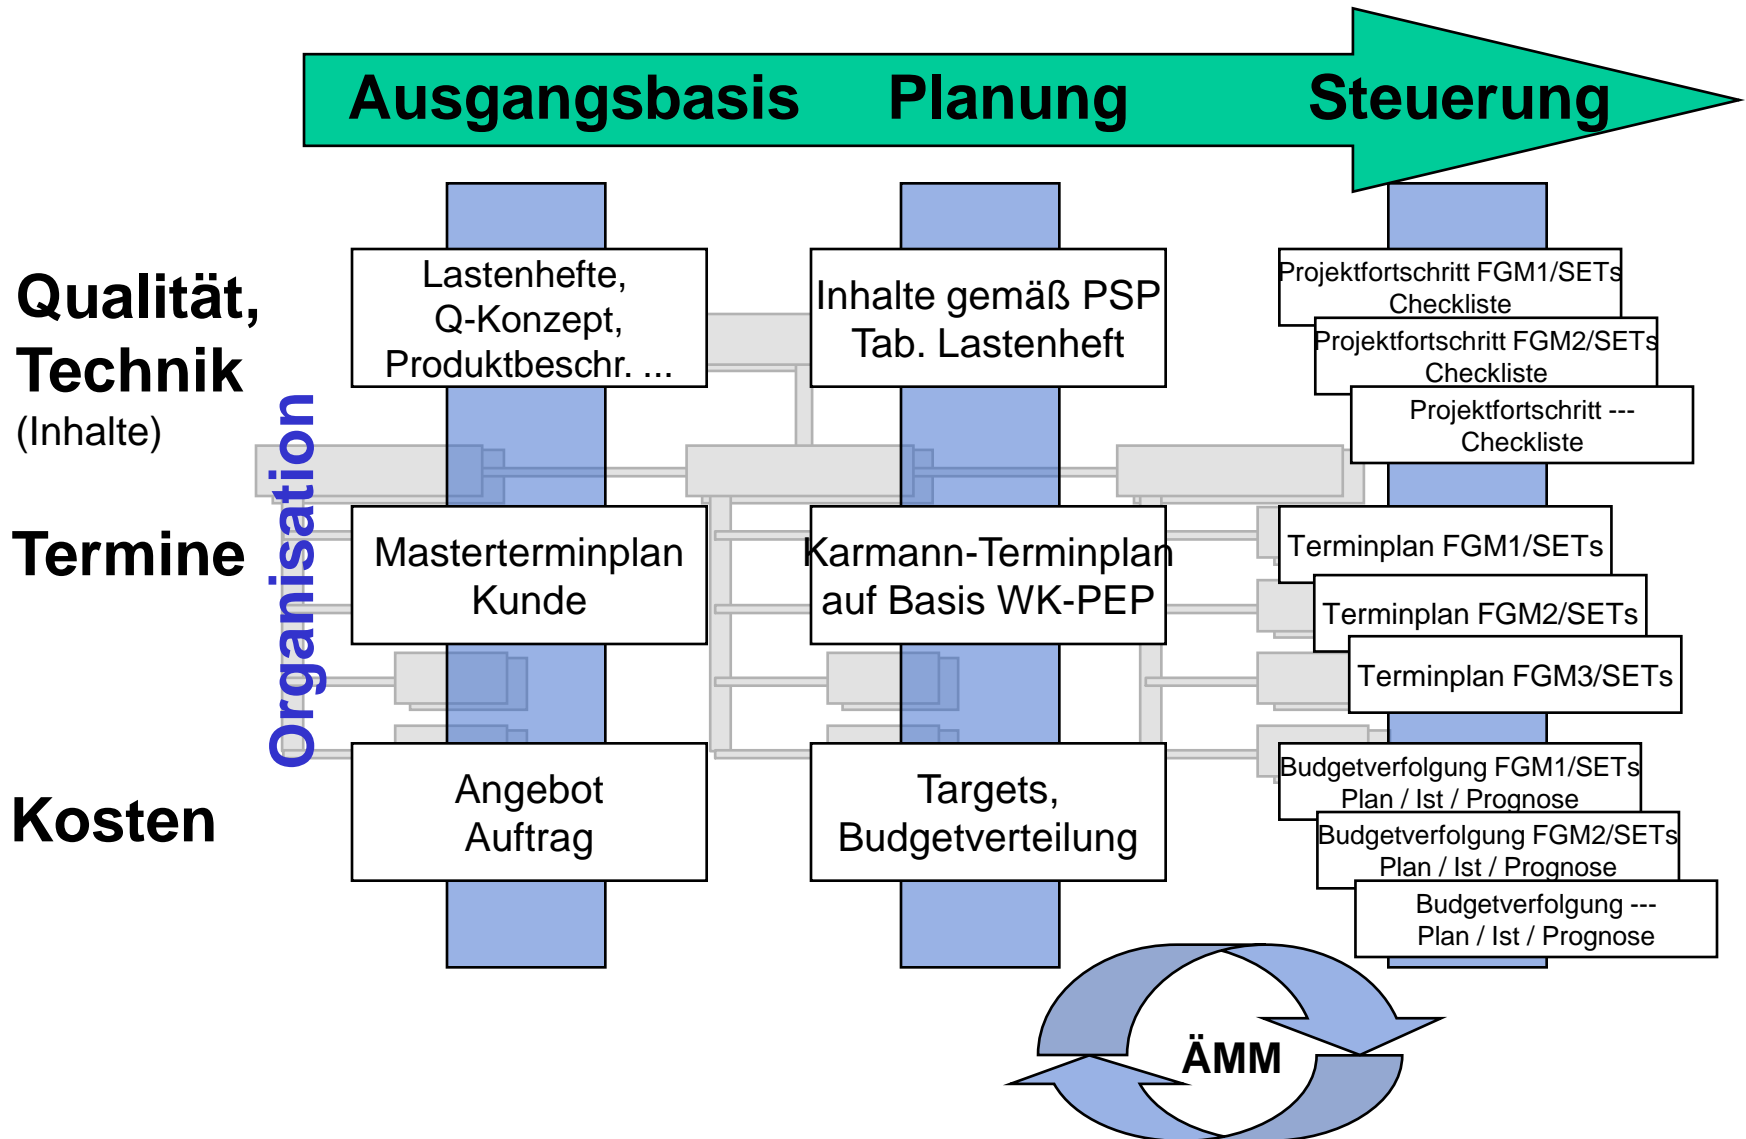 Ausgangsbasis Planung Steuerung
Qualität,
Technik
(Inhalte)
Lastenhefte,
Q-Konzept,
Produktbeschr. ...
Inhalte gemäß PSP
Tab. Lastenheft
Projektfortschritt FGM1/SETs
Checkliste
Projektfortschritt FGM2/SETs
Checkliste
Projektfortschritt ---
Checkliste
Organisation
Termine
Masterterminplan
Kunde
Karmann-Terminplan
auf Basis WK-PEP
Terminplan FGM1/SETs
Terminplan FGM2/SETs
Terminplan FGM3/SETs
Kosten
Angebot
Auftrag
Targets,
Budgetverteilung
Budgetverfolgung FGM1/SETs
Plan / Ist / Prognose
Budgetverfolgung FGM2/SETs
Plan / Ist / Prognose
Budgetverfolgung ---
Plan / Ist / Prognose
ÄMM